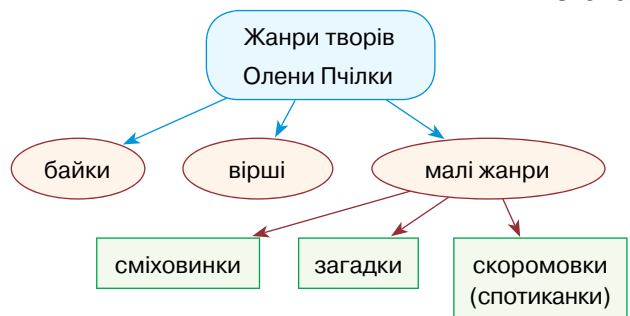 Жанри творів
Олени Пчілки
байки
вірші
малі жанри
сміховинки
загадки
скоромовки
(спотиканки)